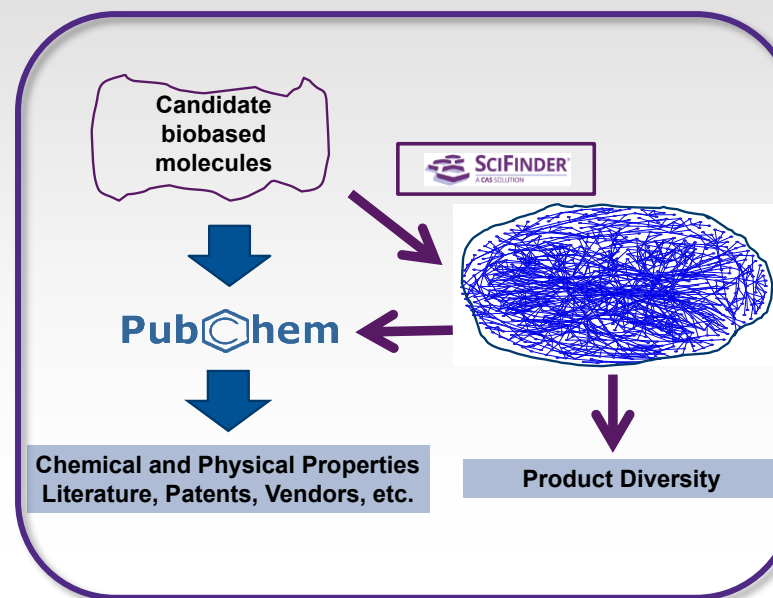 Candidate
biobased
molecules
SCIFINDER®
A CAS SOLUTION
PubChem
Chemical and Physical Properties
Literature, Patents, Vendors, etc.
Product Diversity